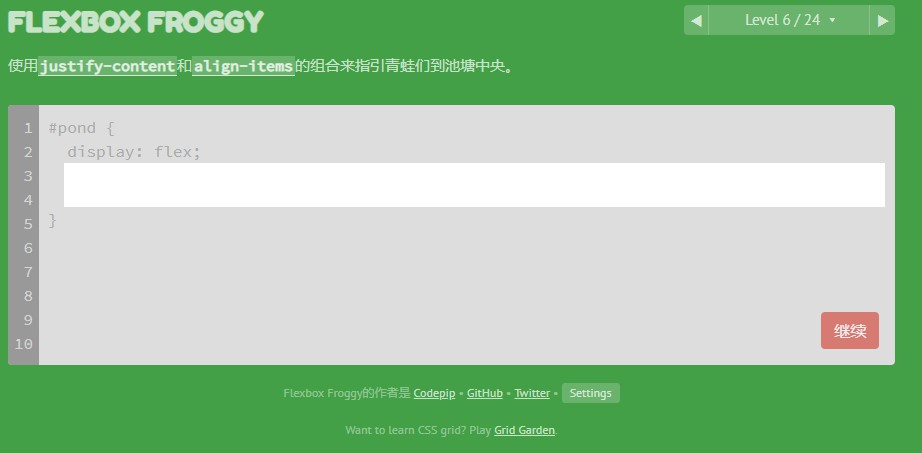 FLEXBOX FROGGY
◀ Level 6 / 24 ▼ ▶
使用justify-content和align-items的组合来指引青蛙们到池塘中央。
1 #pond {
2 display: flex;
3
4
5 }
6
7
8
9
10
继续
Flexbox Froggy的作者是 Codepip • GitHub • Twitter • Settings
Want to learn CSS grid? Play Grid Garden.